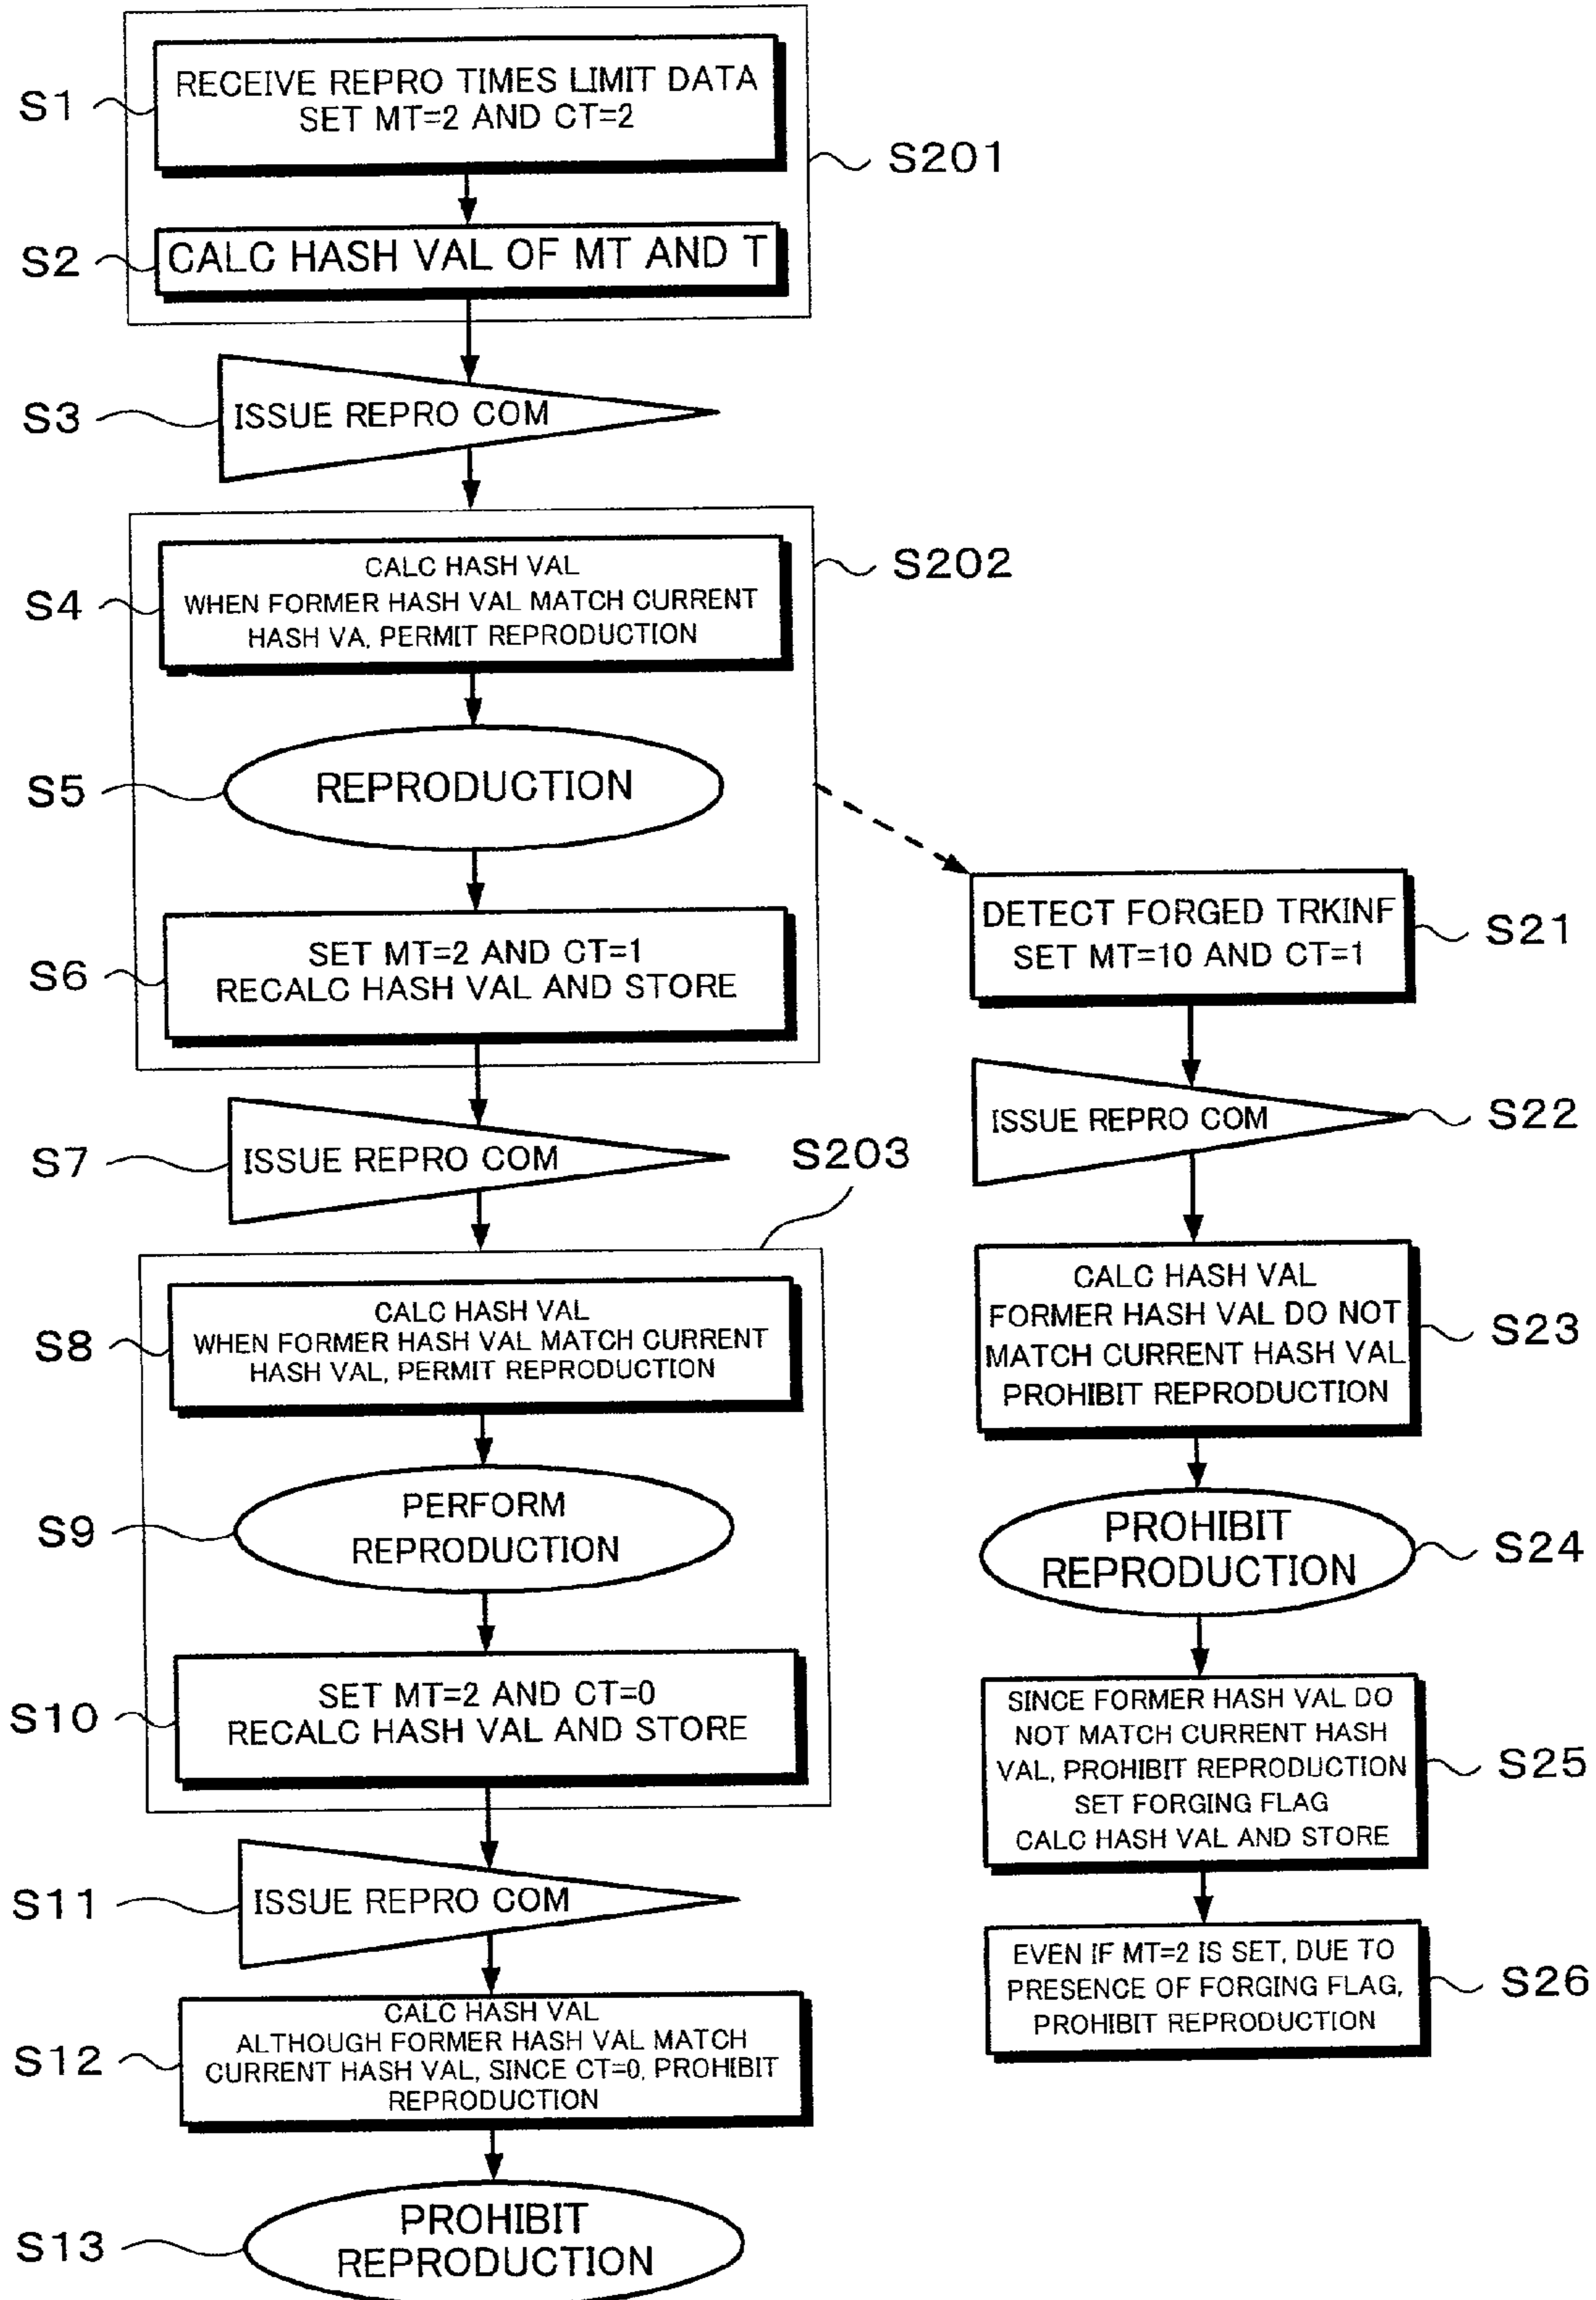 S1
RECEIVE REPRO TIMES LIMIT DATA
SET MT=2 AND CT=2
S201
S2
CALC HASH VAL OF MT AND T
S3
ISSUE REPRO COM
S202
S4
CALC HASH VAL
WHEN FORMER HASH VAL MATCH CURRENT
HASH VA, PERMIT REPRODUCTION
S5
REPRODUCTION
S6
SET MT=2 AND CT=1
RECALC HASH VAL AND STORE
S7
ISSUE REPRO COM
S203
S8
CALC HASH VAL
WHEN FORMER HASH VAL MATCH CURRENT
HASH VAL, PERMIT REPRODUCTION
S9
PERFORM
REPRODUCTION
S10
SET MT=2 AND CT=0
RECALC HASH VAL AND STORE
S11
ISSUE REPRO COM
S12
CALC HASH VAL
ALTHOUGH FORMER HASH VAL MATCH
CURRENT HASH VAL, SINCE CT=0, PROHIBIT
REPRODUCTION
S13
PROHIBIT
REPRODUCTION
DETECT FORGED TRKINF
SET MT=10 AND CT=1
S21
ISSUE REPRO COM
S22
CALC HASH VAL
FORMER HASH VAL DO NOT
MATCH CURRENT HASH VAL
PROHIBIT REPRODUCTION
S23
PROHIBIT
REPRODUCTION
S24
SINCE FORMER HASH VAL DO
NOT MATCH CURRENT HASH
VAL, PROHIBIT REPRODUCTION
SET FORGING FLAG
CALC HASH VAL AND STORE
S25
EVEN IF MT=2 IS SET, DUE TO
PRESENCE OF FORGING FLAG,
PROHIBIT REPRODUCTION
S26